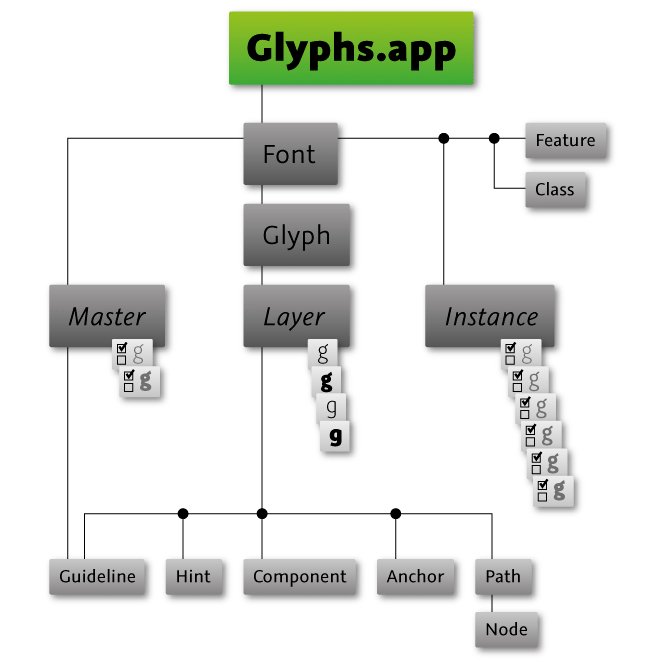 Glyphs.app
Font
Feature
Class
Glyph
Master
Layer
Instance
g
g
g
g
g
g
g
g
g
g
g
g
Guideline
Hint
Component
Anchor
Path
Node